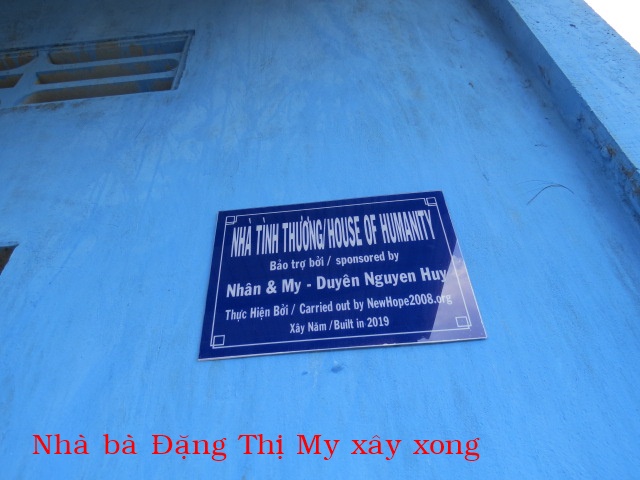 NHÀ TÌNH THƯƠNG/HOUSE OF HUMANITY
Bảo trợ bởi / sponsored by
Nhân & My - Duyên Nguyen Huy
Thực Hiện Bởi / Carried out by NewHope2008.org
Xây Năm /Built in 2019
Nhà bà Đặng Thị My xây xong